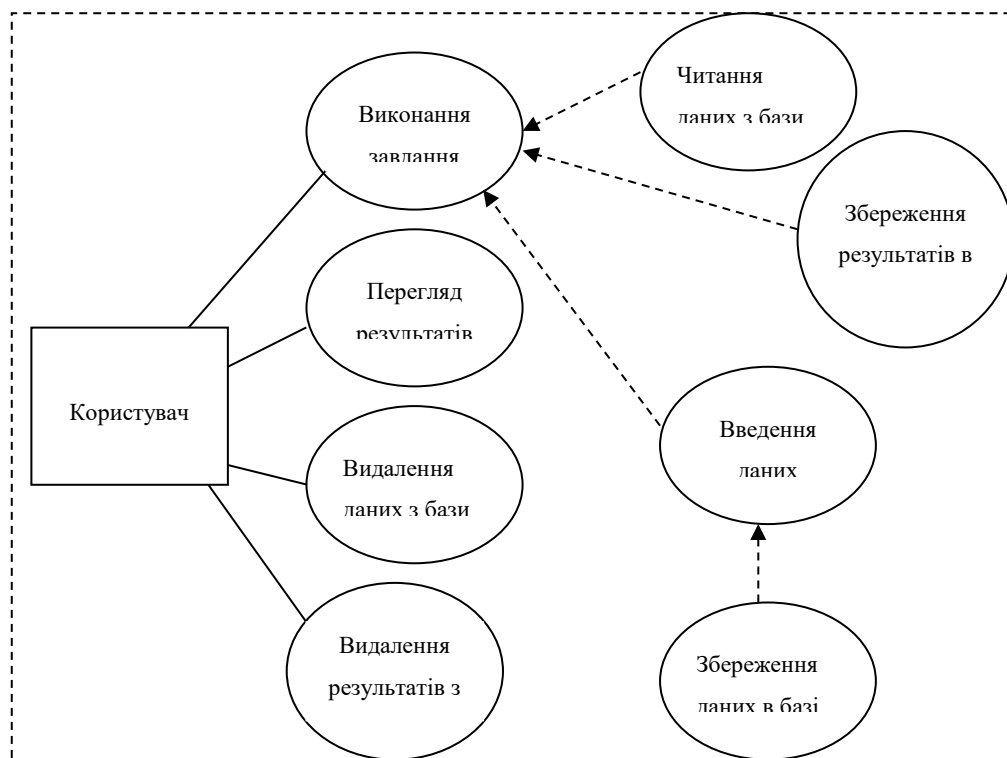 Читання
даних з бази
Виконання
завдання
Збереження
результатів в
Перегляд
результатів
Користувач
Введення
даних
Видалення
даних з бази
Видалення
результатів з
Збереження
даних в базі